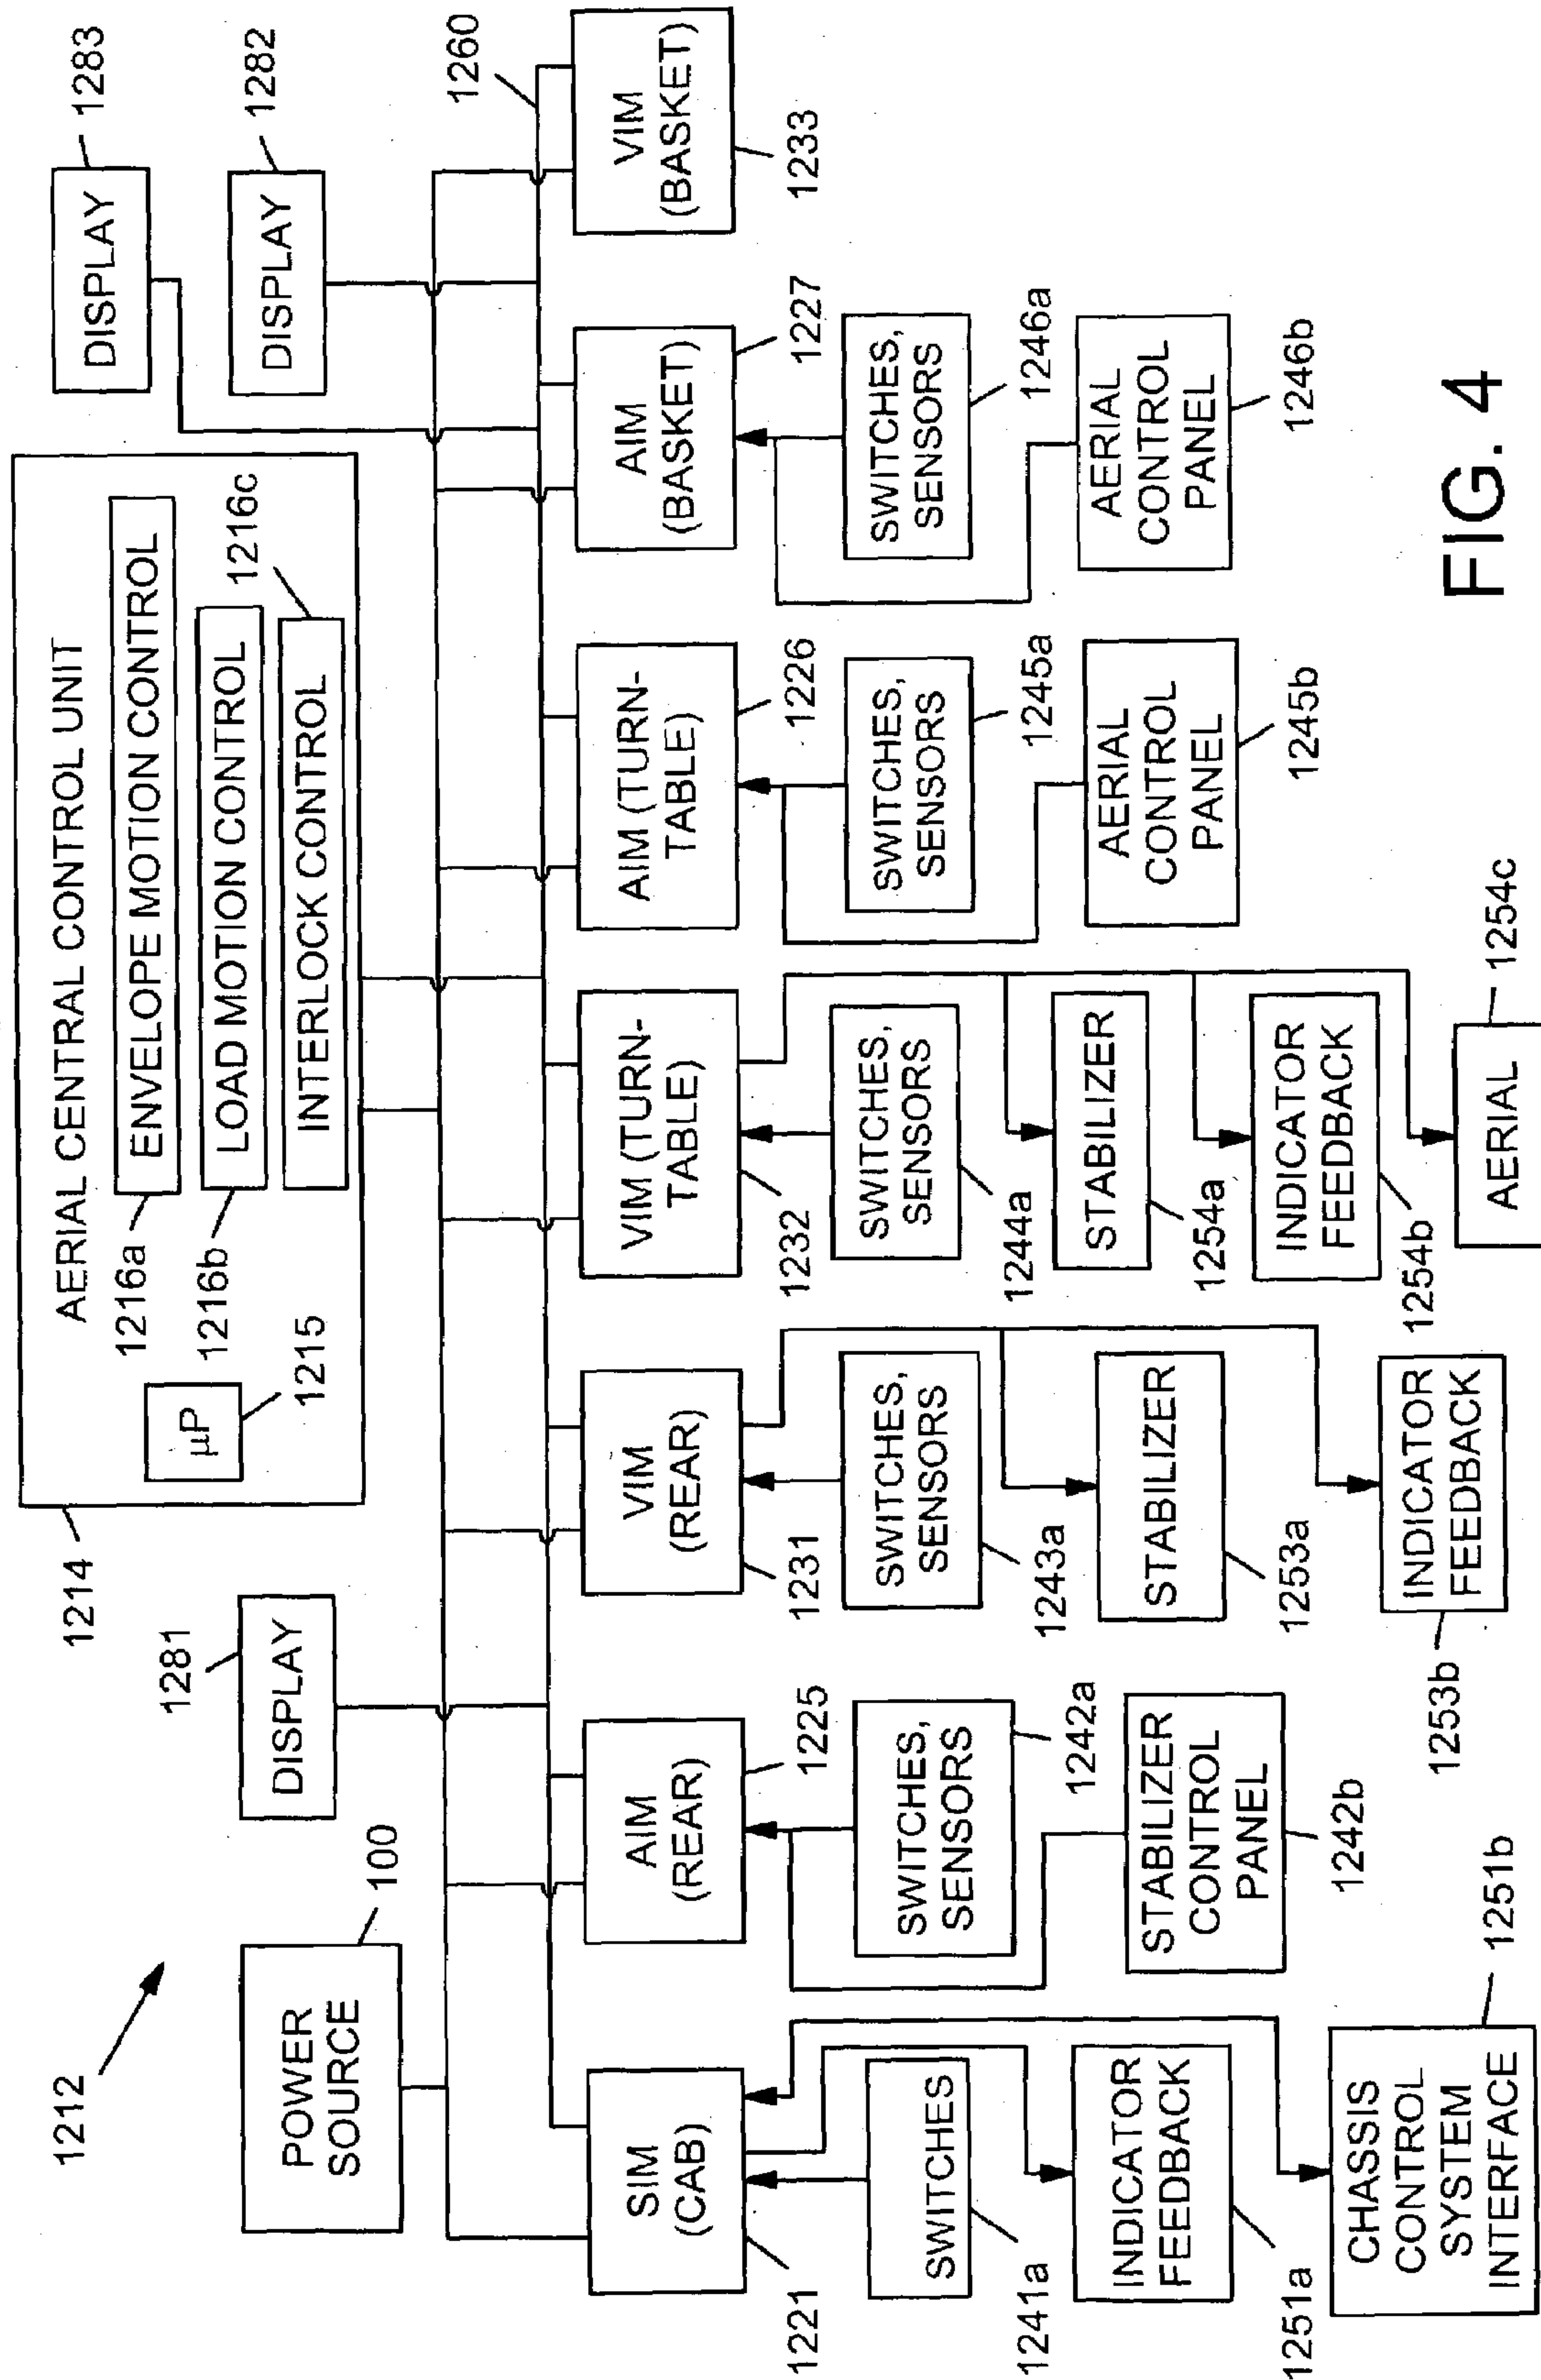 1212
POWER
SOURCE
100
DISPLAY
1281
1214
AERIAL CENTRAL CONTROL UNIT
µP
1215
1216a
ENVELOPE MOTION CONTROL
1216b
LOAD MOTION CONTROL
INTERLOCK CONTROL
1216c
DISPLAY
1283
DISPLAY
1282
1260
SIM
(CAB)
1221
AIM
(REAR)
1225
VIM
(REAR)
1231
VIM (TURN-
TABLE)
1232
AIM (TURN-
TABLE)
1226
AIM
(BASKET)
1227
VIM
(BASKET)
1233
SWITCHES
1241a
INDICATOR
FEEDBACK
1251a
CHASSIS
CONTROL
SYSTEM
INTERFACE
1251b
SWITCHES,
SENSORS
1242a
STABILIZER
CONTROL
PANEL
1242b
SWITCHES,
SENSORS
1243a
STABILIZER
1253a
INDICATOR
FEEDBACK
1253b
SWITCHES,
SENSORS
1244a
STABILIZER
1254a
INDICATOR
FEEDBACK
1254b
AERIAL
1254c
SWITCHES,
SENSORS
1245a
AERIAL
CONTROL
PANEL
1245b
SWITCHES,
SENSORS
1246a
AERIAL
CONTROL
PANEL
1246b
FIG. 4